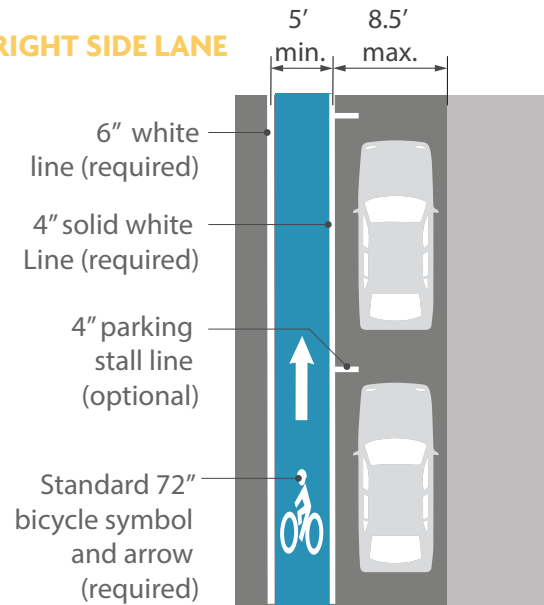 RIGHT SIDE LANE
5’ min.
8.5’ max.
6” white
line (required)
4” solid white
Line (required)
4” parking
stall line
(optional)
Standard 72”
bicycle symbol
and arrow
(required)